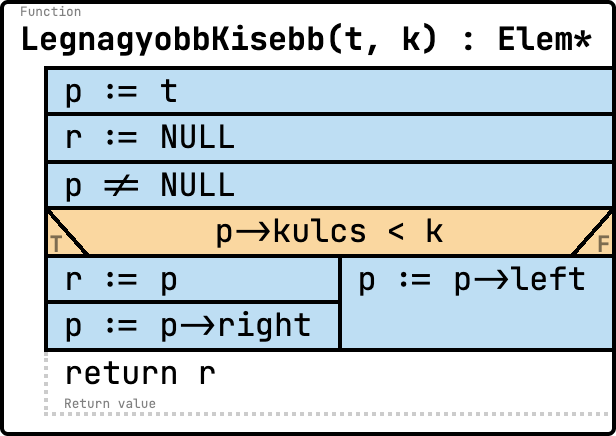 Function
LegnagyobbKisebb(t, k) : Elem*
p := t
r := NULL
p ≠ NULL
T p→kulcs < k F
r := p
p := p→right
p := p→left
return r
Return value